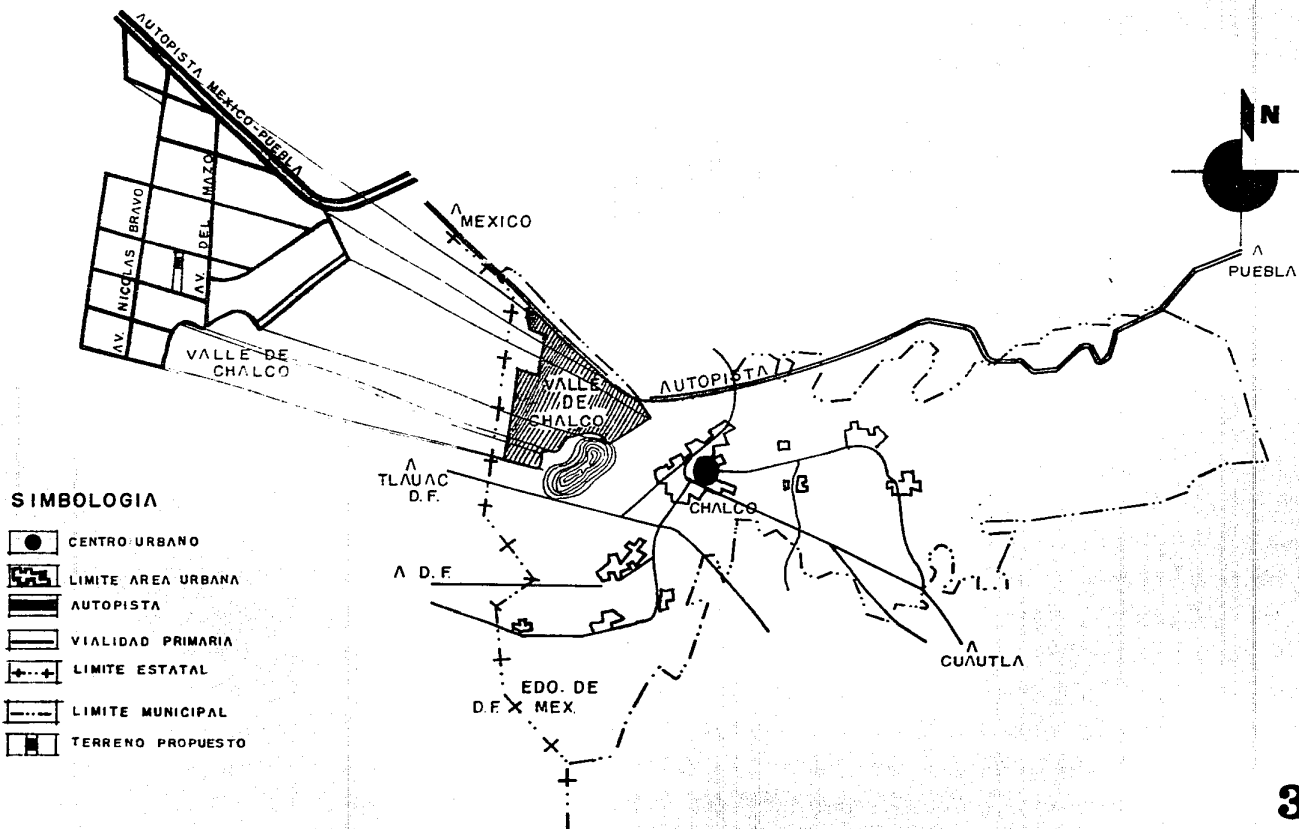 AUTOPISTA MEXICO-PUEBLA
AV. NICOLAS BRAVO
AV. DEL MAZO
VALLE DE
CHALCO
A
MEXICO
N
A
PUEBLA
AUTOPISTA
VALLE
DE
CHALCO
A
TLAUAC
D.F.
CHALCO
A D.F.
A
CUAUTLA
EDO. DE
D.F. MEX.
SIMBOLOGIA
CENTRO URBANO
LIMITE AREA URBANA
AUTOPISTA
VIALIDAD PRIMARIA
LIMITE ESTATAL
LIMITE MUNICIPAL
TERRENO PROPUESTO
3